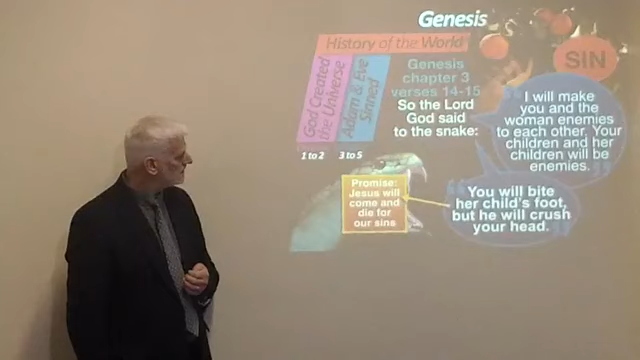 Genesis
History of the World
God Created
the Universe
Adam & Eve
Sinned
1 to 2
3 to 5
Genesis
chapter 3
verses 14-15
So the Lord
God said
to the snake:
SIN
I will make
you and the
woman enemies
to each other. Your
children and her
children will be
enemies.
Promise:
Jesus will
come and
die for
our sins
You will bite
her child's foot,
but he will crush
your head.